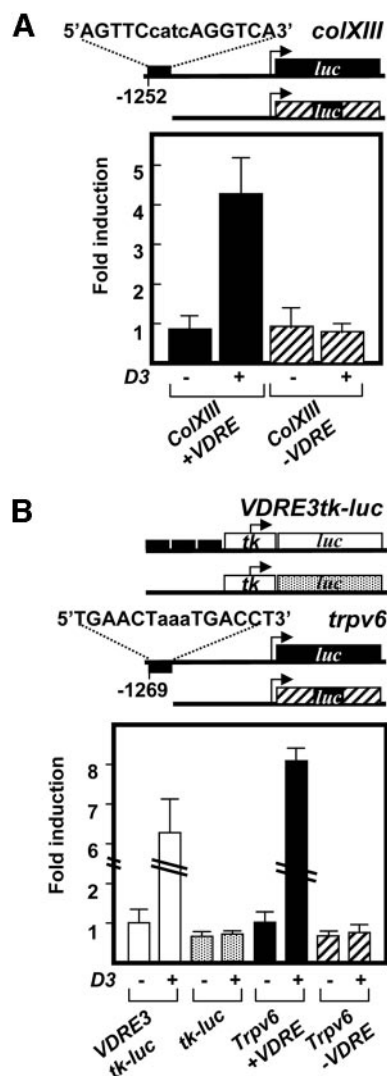 A
5'AGTTCcatcAGGTCA3'
colXIII
luc
-1252
luc
Fold induction
5
4
3
2
1
D3 - + - +
ColXIII +VDRE
ColXIII -VDRE
B
VDRE3tk-luc
tk luc
tk luc
5'TGAACTaaaTGACCT3'
trpv6
luc
-1269
luc
Fold induction
8
7
6
2
1
D3 - + - + - + - +
VDRE3 tk-luc
tk-luc
Trpv6 +VDRE
Trpv6 -VDRE